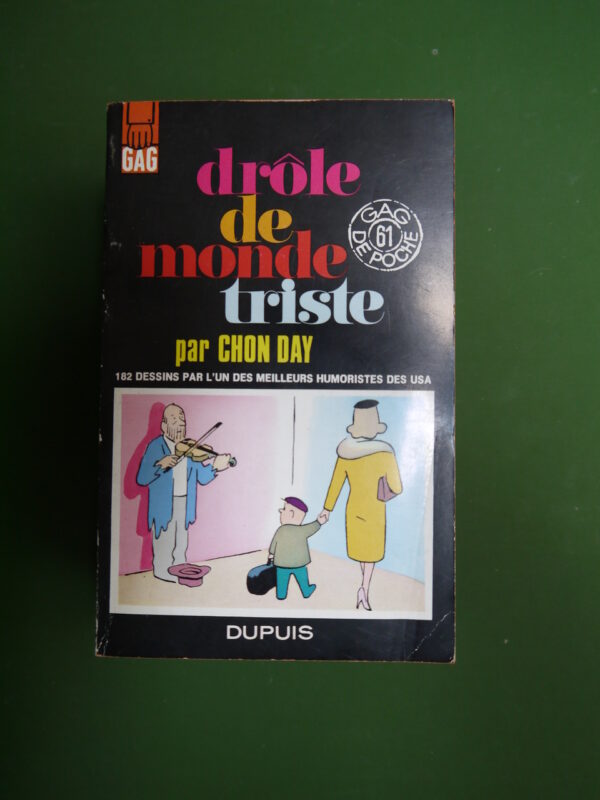 GAG
drôle
de
monde
triste
GAG
61
DE POCHE
par CHON DAY
182 DESSINS PAR L'UN DES MEILLEURS HUMORISTES DES USA
DUPUIS